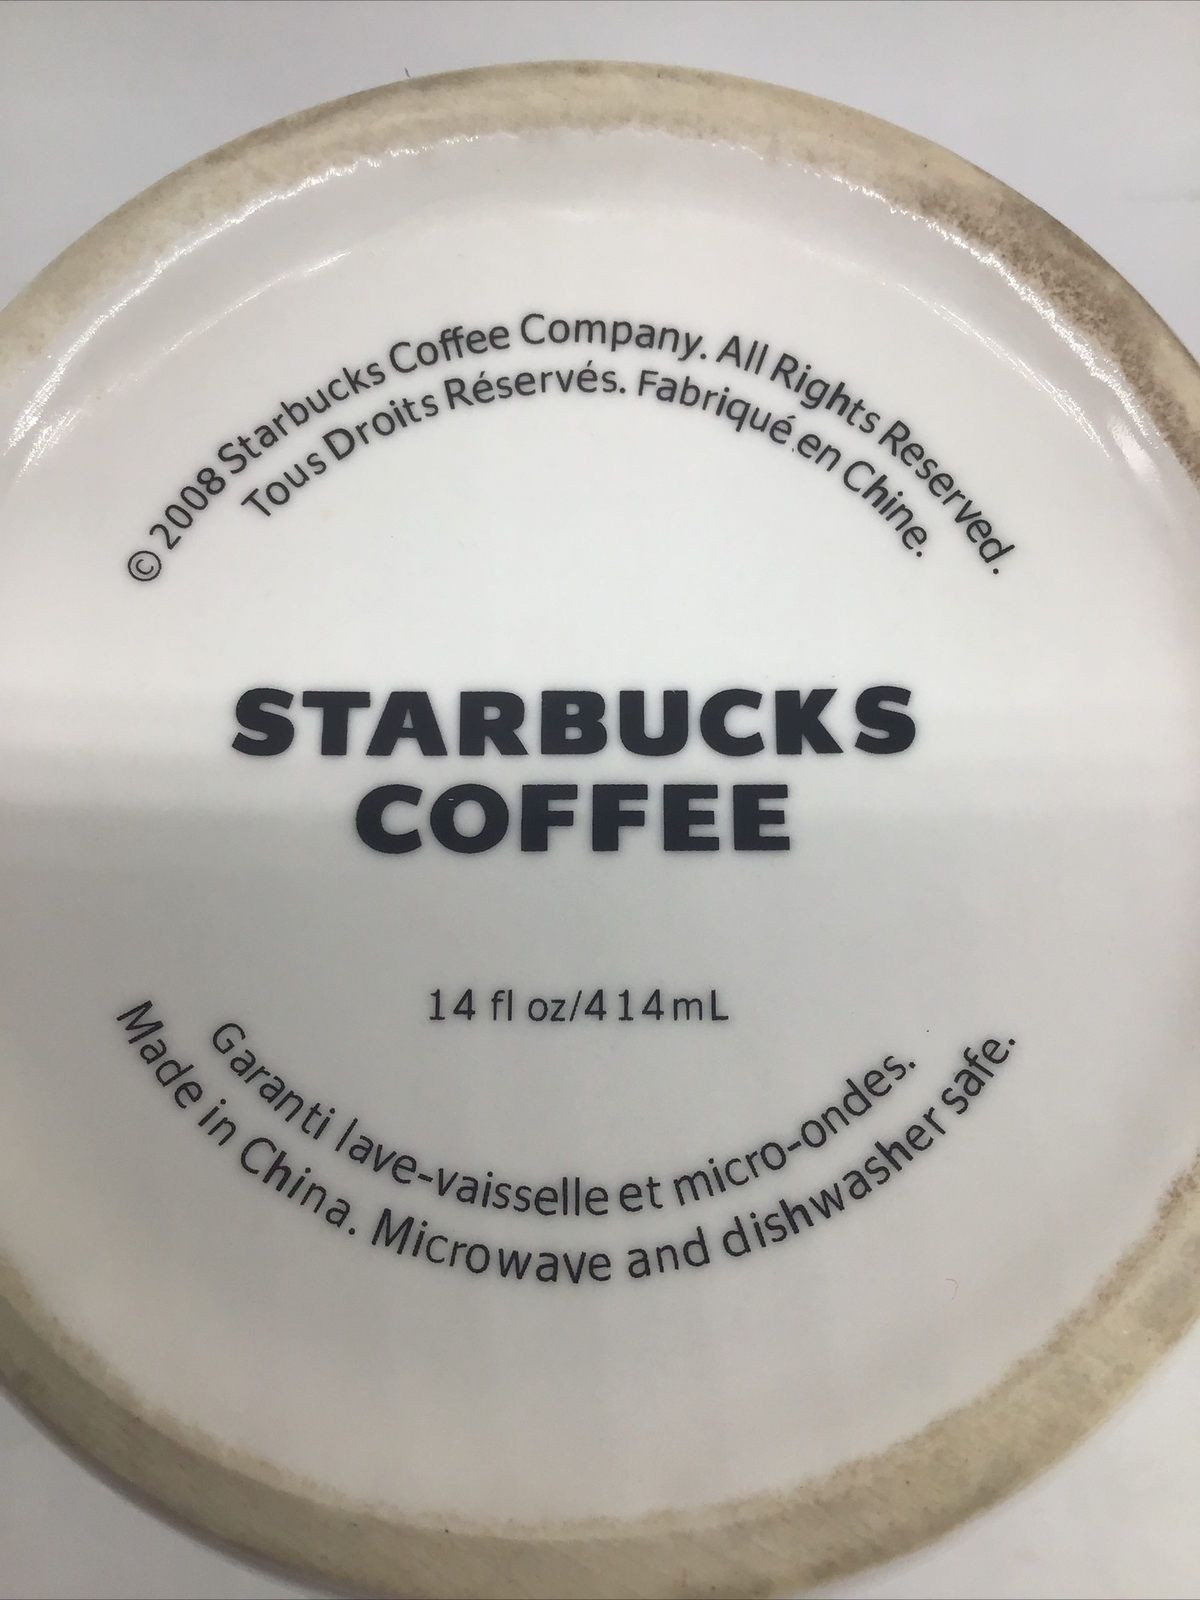 © 2008 Starbucks Coffee Company. All Rights Reserved.
Tous Droits Réservés. Fabriqué en Chine.
STARBUCKS
COFFEE
14 fl oz/414mL
Garanti lave-vaisselle et micro-ondes.
Made in China. Microwave and dishwasher safe.